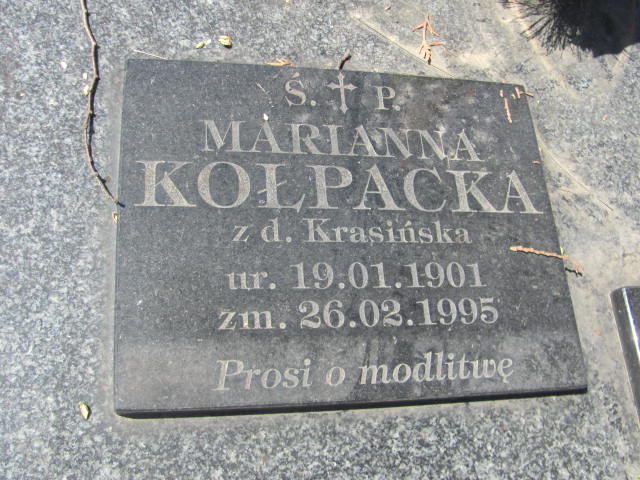 Ś. † P.
MARIANNA
KOŁPACKA
z d. Krasińska
ur. 19.01.1901
zm. 26.02.1995
Prosi o modlitwę